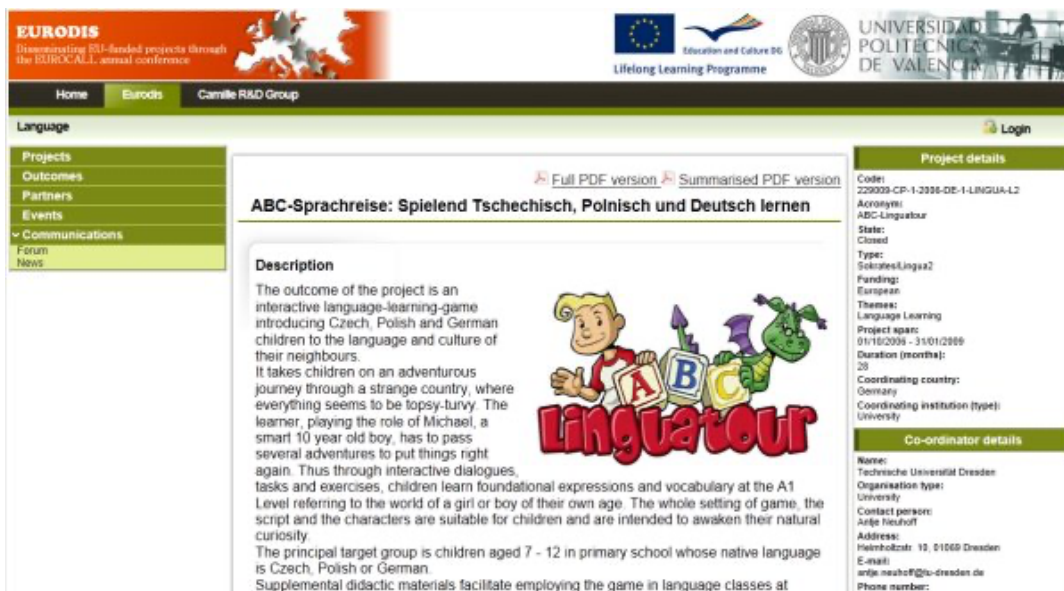 EURODIS
Disseminating EU-funded projects through
the EUROCALL annual conference
Education and Culture DG
Lifelong Learning Programme
UNIVERSIDAD
POLITECNICA
DE VALENCIA
Home Eurodis Camille R&D Group
Language
Login
Projects
Outcomes
Partners
Events
Communications
Forum
News
Full PDF version Summarised PDF version
ABC-Sprachreise: Spielend Tschechisch, Polnisch und Deutsch lernen
Description
The outcome of the project is an
interactive language-learning-game
introducing Czech, Polish and German
children to the language and culture of
their neighbours.
It takes children on an adventurous
journey through a strange country, where
everything seems to be topsy-turvy. The
learner, playing the role of Michael, a
smart 10 year old boy, has to pass
several adventures to put things right
again. Thus through interactive dialogues,
tasks and exercises, children learn foundational expressions and vocabulary at the A1
Level referring to the world of a girl or boy of their own age. The whole setting of game, the
script and the characters are suitable for children and are intended to awaken their natural
curiosity.
The principal target group is children aged 7 - 12 in primary school whose native language
is Czech, Polish or German.
Supplemental didactic materials facilitate employing the game in language classes at
A B C
Linguatour
Project details
Code:
229009-CP-1-2006-DE-1-LINGUA-L2
Acronym:
ABC-Linguatour
State:
Closed
Type:
Sokrates/Lingua2
Funding:
European
Themes:
Language Learning
Project span:
01/10/2006 - 31/01/2009
Duration (months):
28
Coordinating country:
Germany
Coordinating institution (type):
University
Co-ordinator details
Name:
Technische Universität Dresden
Organisation type:
University
Contact person:
Antje Neuhoff
Address:
Helmholtzstr. 10, 01069 Dresden
E-mail:
antje.neuhoff@tu-dresden.de
Phone number: